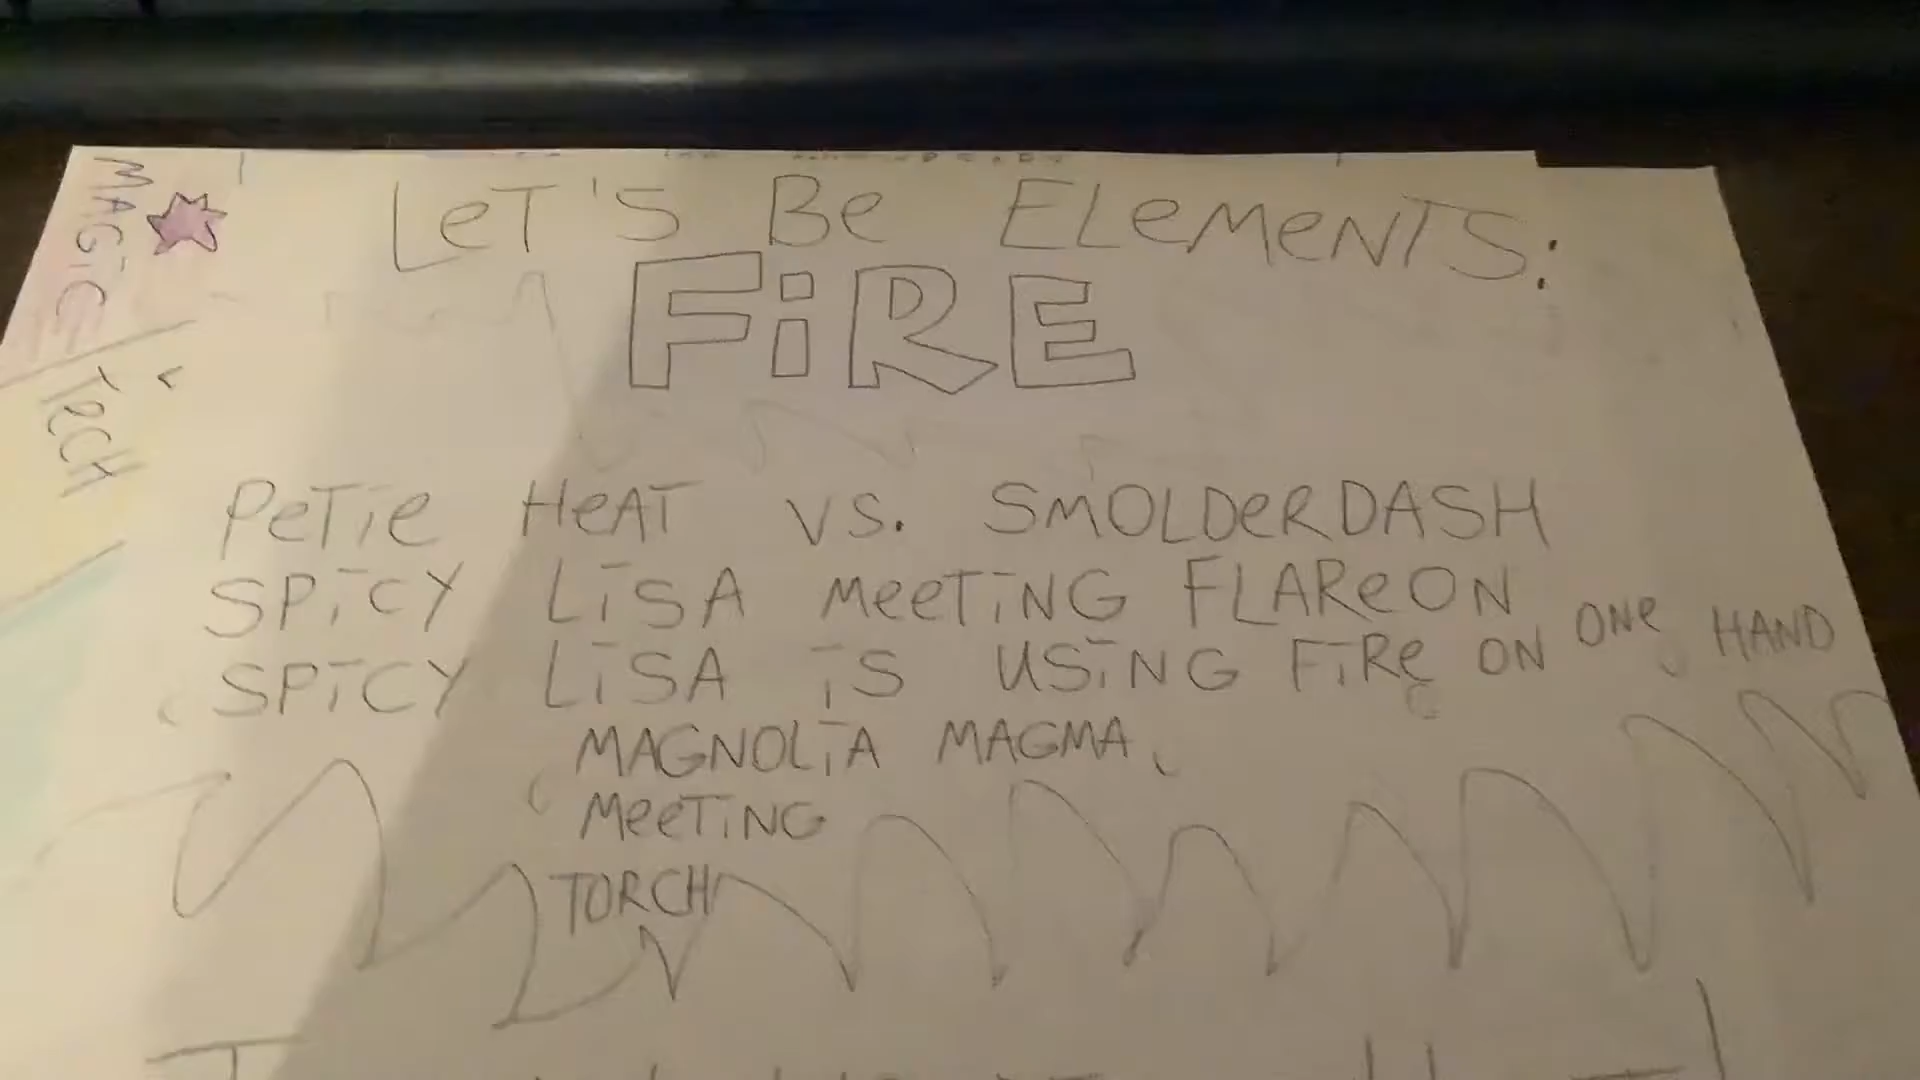 LeT'S Be ELeMeNTS:
FiRE
PeTie HeAT VS. SMOLDeRDASH
SPiCY LiSA MeeTiNG FLAReON
SPiCY LiSA iS USiNG FiRe ON ONe HAND
MAGNOLiA MAGMA
MeeTiNG
TORCH
MAGiC
TeCH